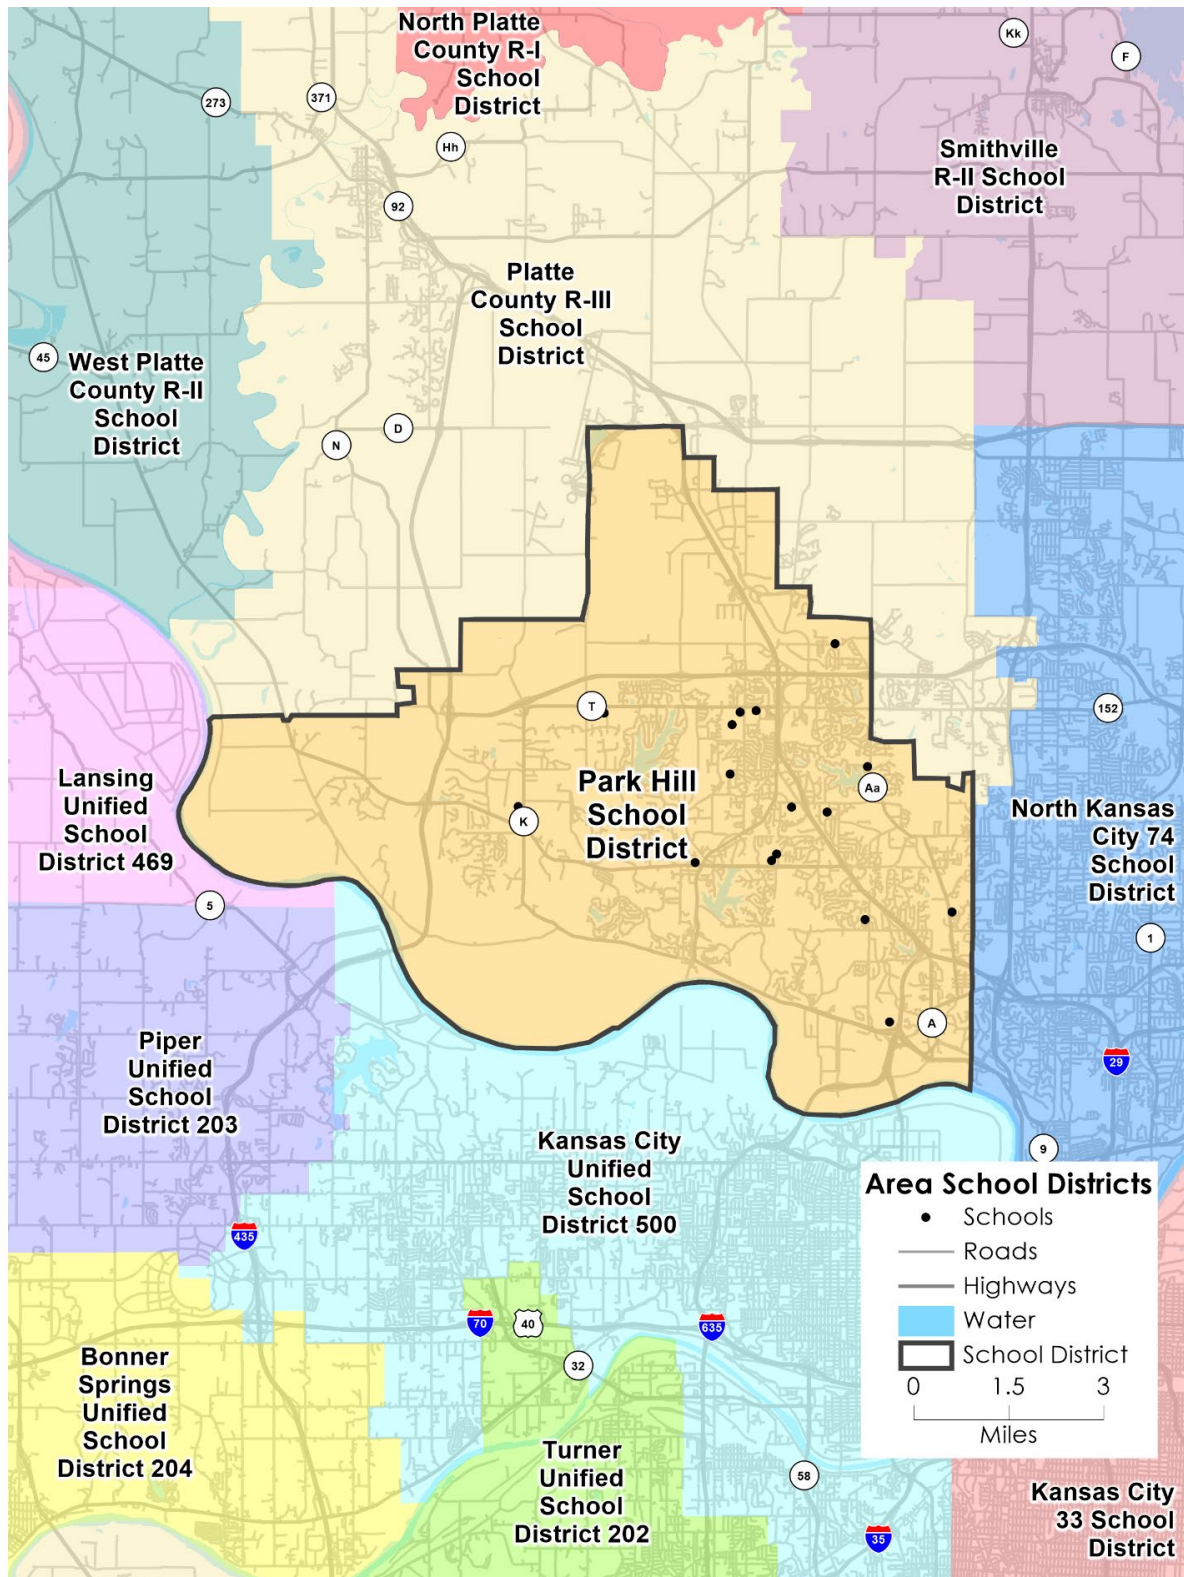 North Platte
County R-I
School
District
Kk
F
273
371
Hh
Smithville
R-II School
District
92
Platte
County R-III
School
District
45
West Platte
County R-II
School
District
D
N
T
152
Lansing
Unified
School
District 469
Park Hill
School
District
Aa
K
North Kansas
City 74
School
District
5
1
A
Piper
Unified
School
District 203
29
Kansas City
Unified
School
District 500
9
Area School Districts
Schools
Roads
Highways
Water
School District
0 1.5 3
Miles
435
70
40
635
32
Bonner
Springs
Unified
School
District 204
Turner
Unified
School
District 202
58
35
Kansas City
33 School
District